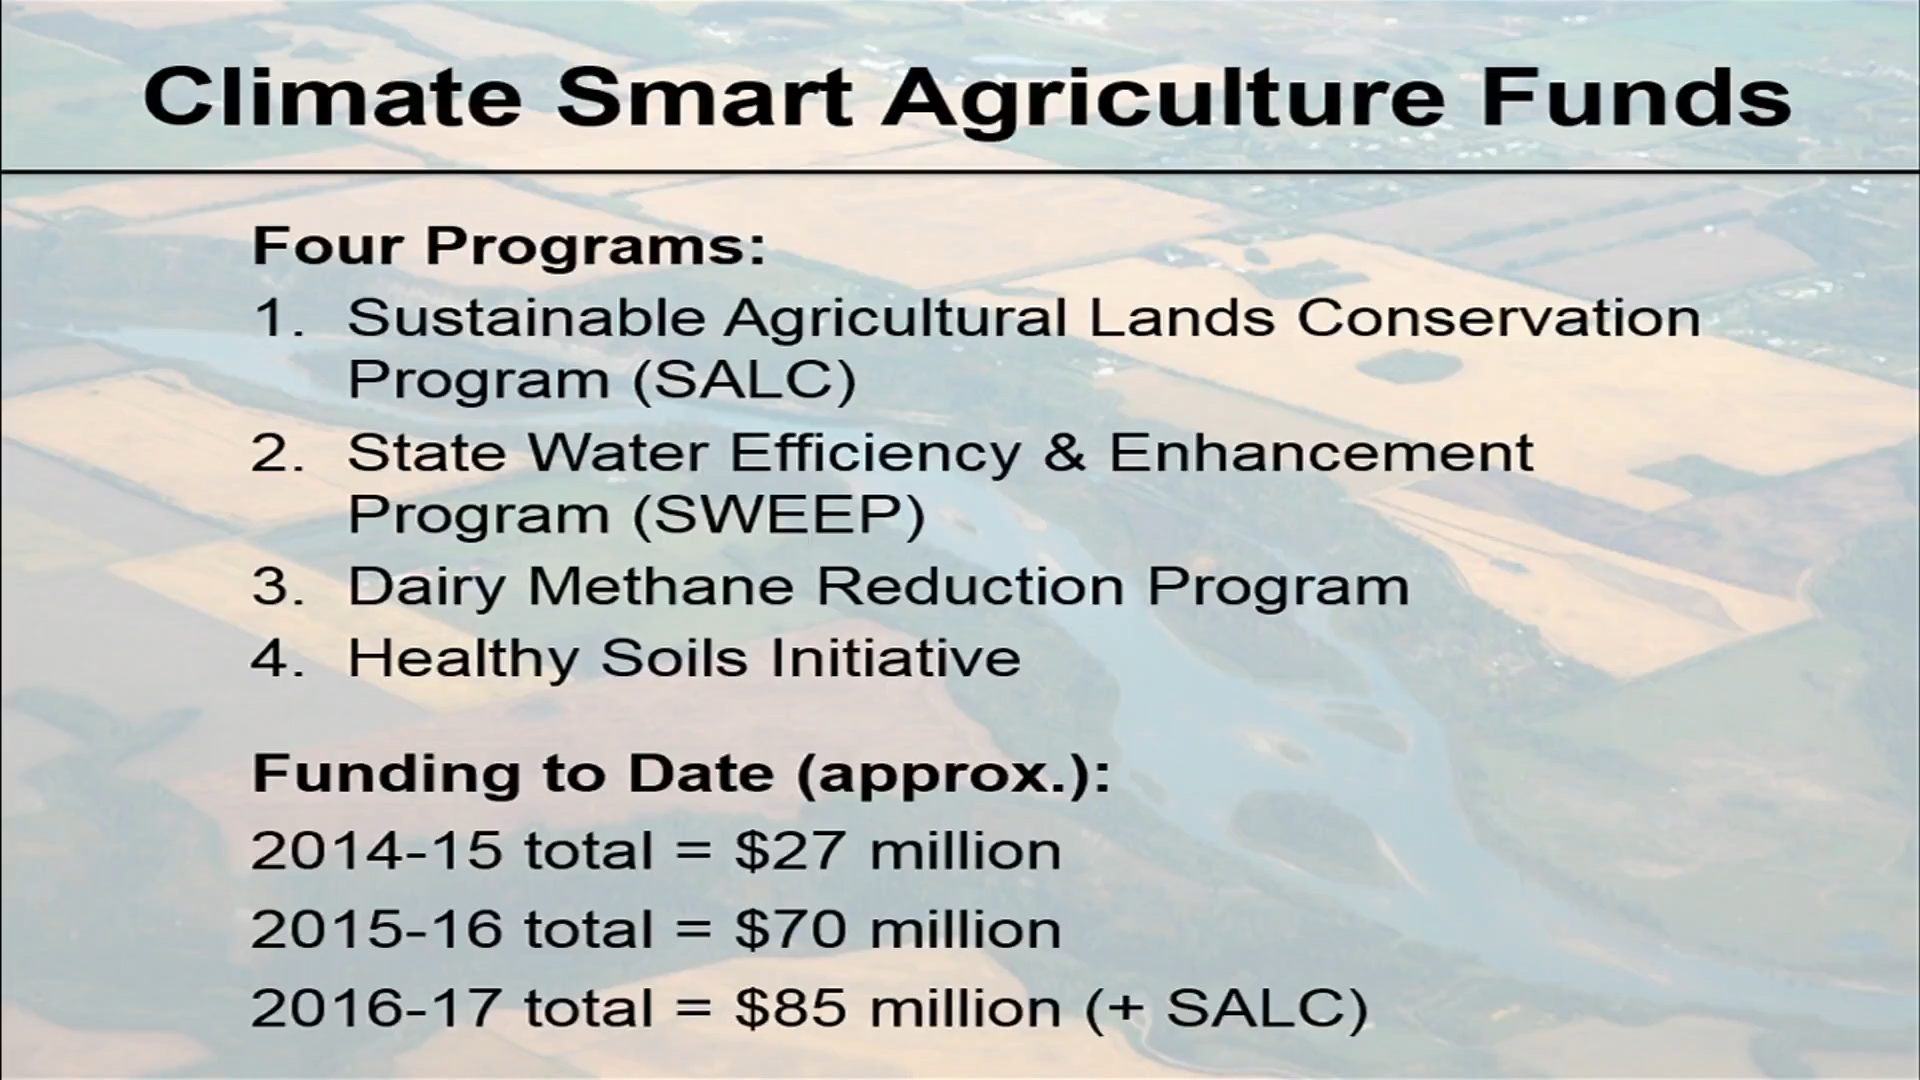 Climate Smart Agriculture Funds
Four Programs:
1. Sustainable Agricultural Lands Conservation
Program (SALC)
2. State Water Efficiency & Enhancement
Program (SWEEP)
3. Dairy Methane Reduction Program
4. Healthy Soils Initiative
Funding to Date (approx.):
2014-15 total = $27 million
2015-16 total = $70 million
2016-17 total = $85 million (+ SALC)